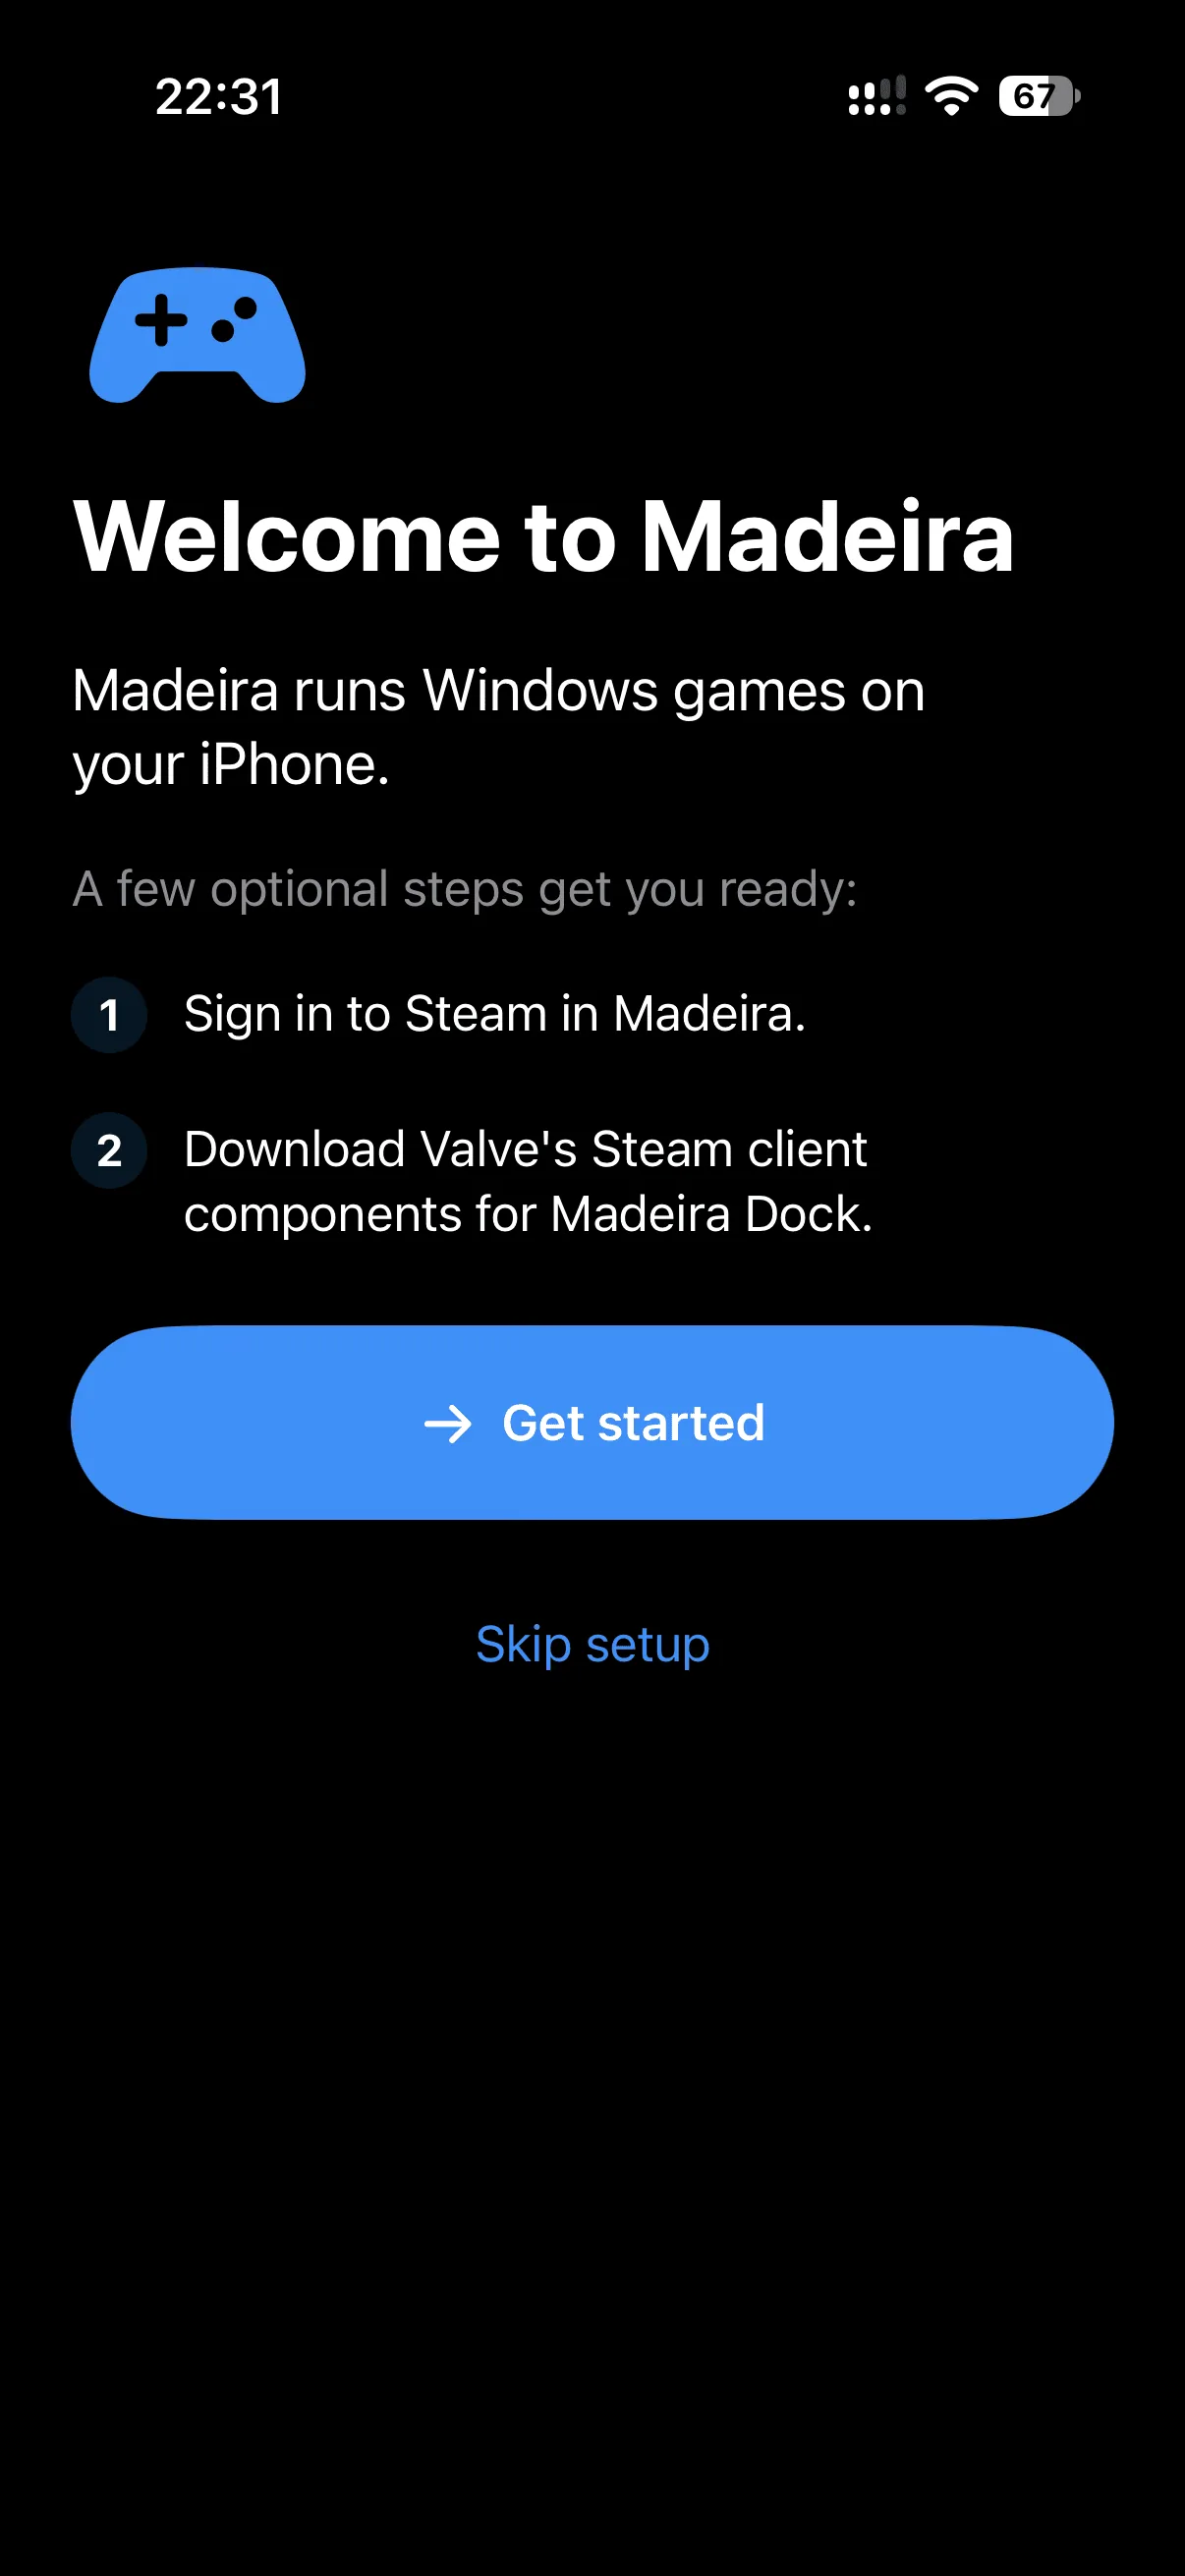 22:31
67
Welcome to Madeira
Madeira runs Windows games on
your iPhone.
A few optional steps get you ready:
1 Sign in to Steam in Madeira.
2 Download Valve's Steam client
components for Madeira Dock.
→ Get started
Skip setup